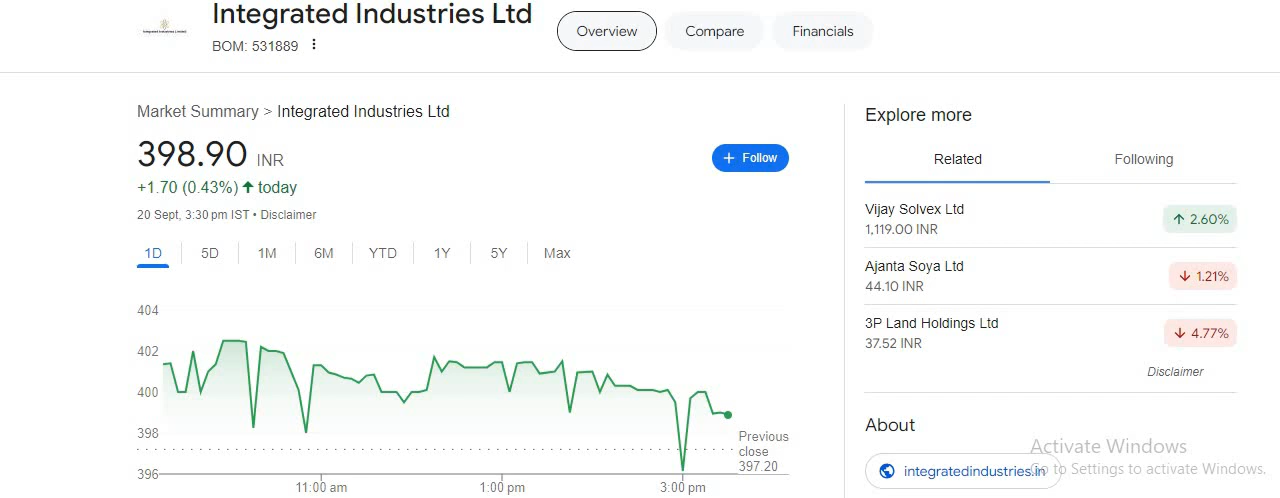 Integrated Industries Ltd
BOM: 531889
Overview
Compare
Financials
Market Summary > Integrated Industries Ltd
398.90 INR
+1.70 (0.43%) ↑ today
20 Sept, 3:30 pm IST • Disclaimer
+ Follow
1D 5D 1M 6M YTD 1Y 5Y Max
404
402
400
398
396
Previous
close
397.20
11:00 am 1:00 pm 3:00 pm
Explore more
Related Following
Vijay Solvex Ltd
1,119.00 INR
↑ 2.60%
Ajanta Soya Ltd
44.10 INR
↓ 1.21%
3P Land Holdings Ltd
37.52 INR
↓ 4.77%
Disclaimer
About
integratedindustries.in
Activate Windows
Go to Settings to activate Windows.